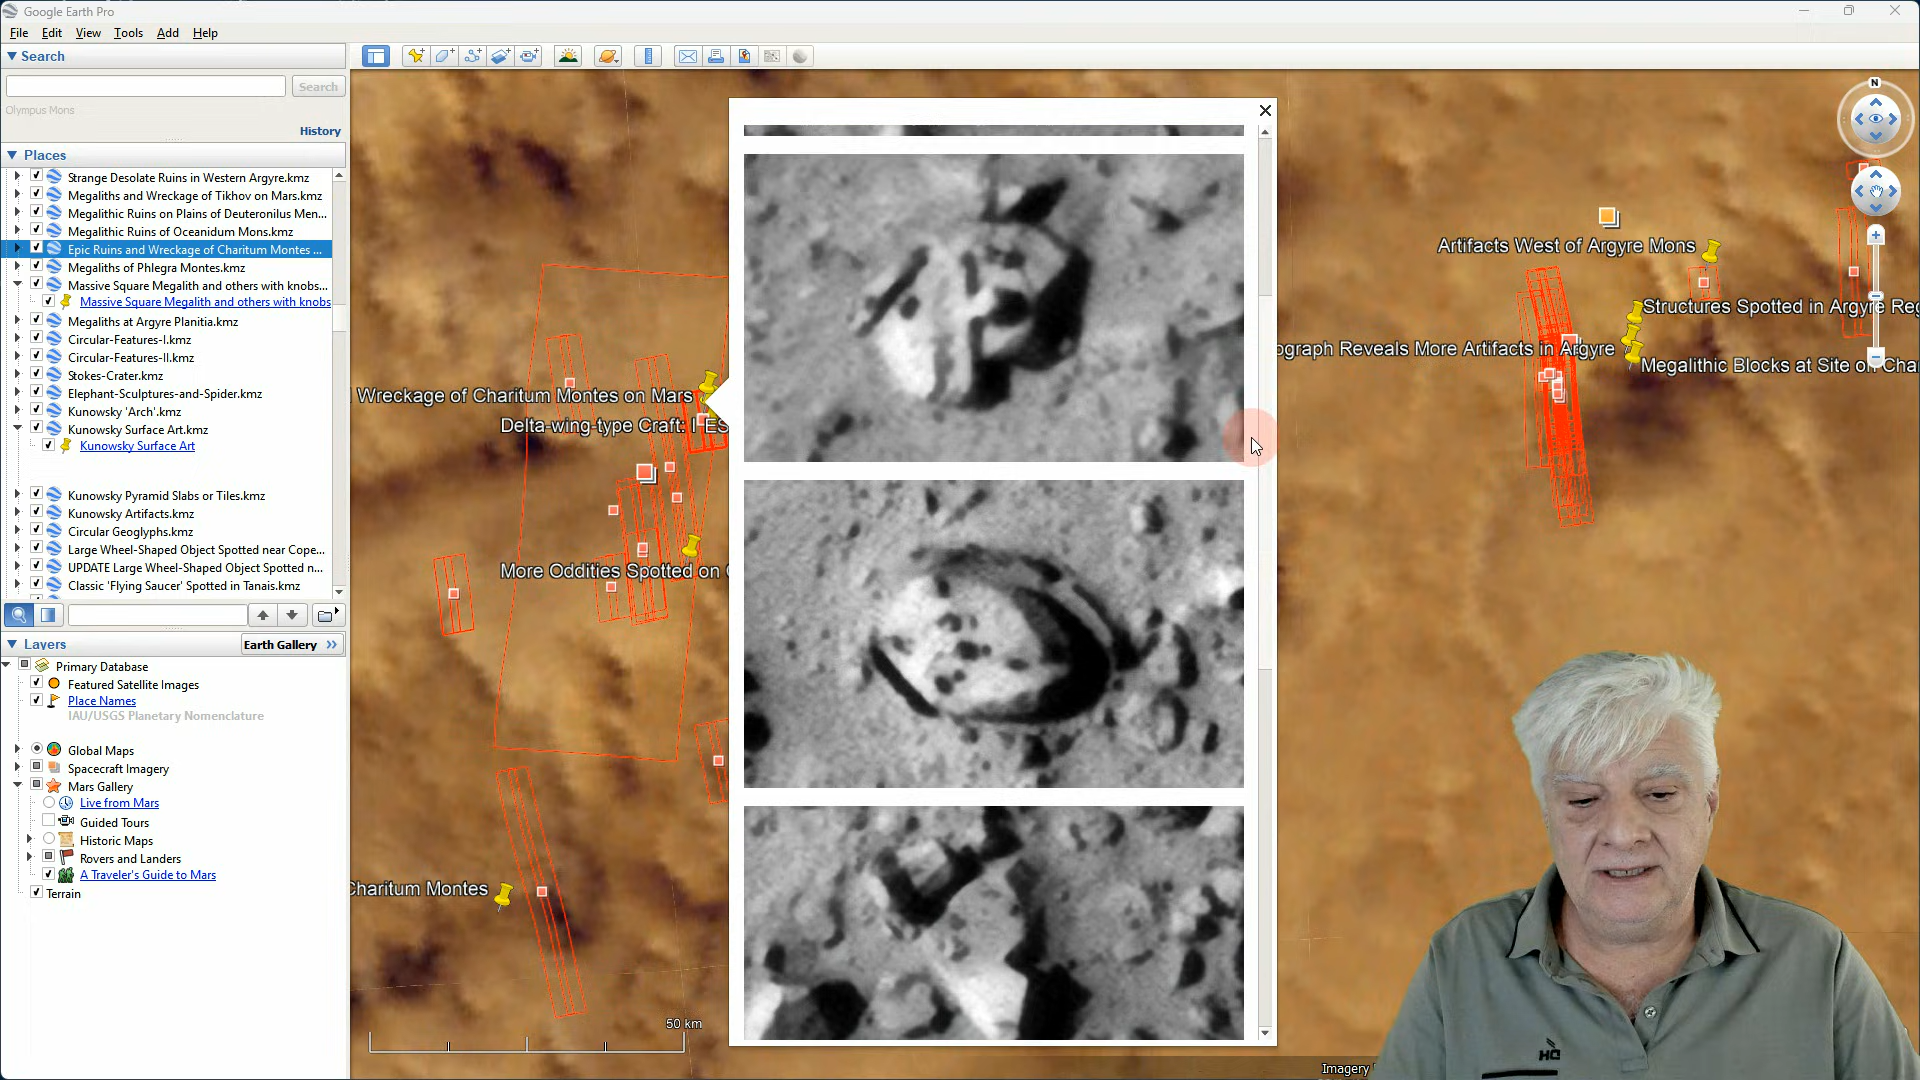 Google Earth Pro
File Edit View Tools Add Help
Search
Search
Olympus Mons
History
Places
Strange Desolate Ruins in Western Argyre.kmz
Megaliths and Wreckage of Tikhov on Mars.kmz
Megalithic Ruins on Plains of Deuteronilus Men...
Megalithic Ruins of Oceanidum Mons.kmz
Epic Ruins and Wreckage of Charitum Montes ...
Megaliths of Phlegra Montes.kmz
Massive Square Megalith and others with knobs...
Massive Square Megalith and others with knobs
Megaliths at Argyre Planitia.kmz
Circular-Features-I.kmz
Circular-Features-II.kmz
Stokes-Crater.kmz
Elephant-Sculptures-and-Spider.kmz
Kunowsky 'Arch'.kmz
Kunowsky Surface Art.kmz
Kunowsky Surface Art
Kunowsky Pyramid Slabs or Tiles.kmz
Kunowsky Artifacts.kmz
Circular Geoglyphs.kmz
Large Wheel-Shaped Object Spotted near Cope...
UPDATE Large Wheel-Shaped Object Spotted n...
Classic 'Flying Saucer' Spotted in Tanais.kmz
Layers
Earth Gallery »
Primary Database
Featured Satellite Images
Place Names
IAU/USGS Planetary Nomenclature
Global Maps
Spacecraft Imagery
Mars Gallery
Live from Mars
Guided Tours
Historic Maps
Rovers and Landers
A Traveler's Guide to Mars
Terrain
Wreckage of Charitum Montes on Mars
Delta-wing-type Craft: I ES
More Oddities Spotted on
Charitum Montes
50 km
N
Artifacts West of Argyre Mons
Structures Spotted in Argyre Reg
ograph Reveals More Artifacts in Argyre
Megalithic Blocks at Site on Cha
Imagery
HQ